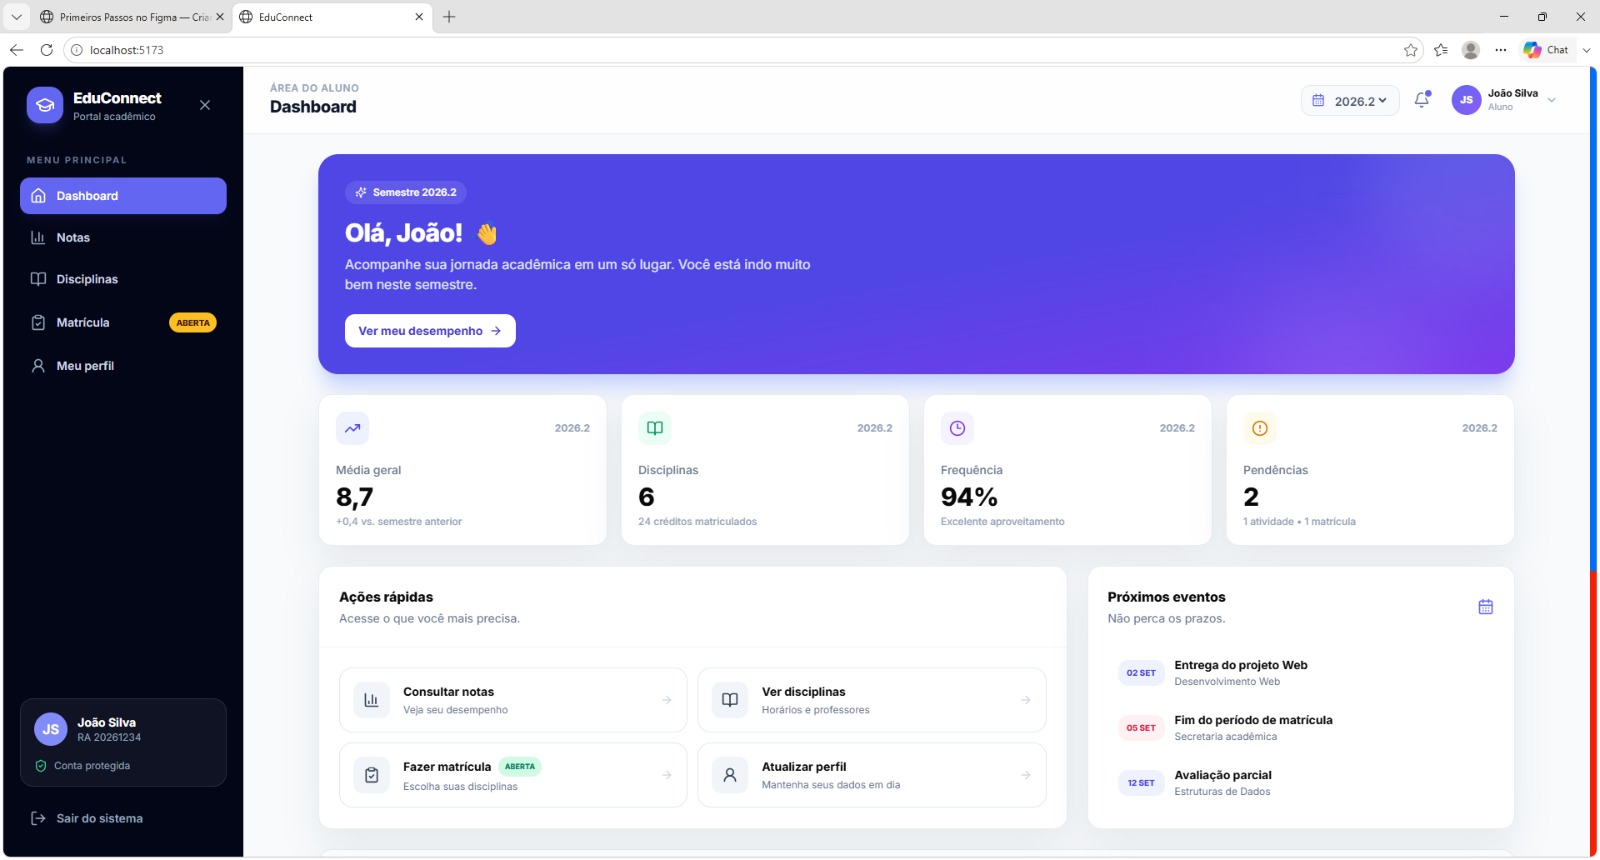 Primeiros Passos no Figma — Cria
EduConnect
localhost:5173
Chat
EduConnect
Portal acadêmico
MENU PRINCIPAL
Dashboard
Notas
Disciplinas
Matrícula
ABERTA
Meu perfil
JS
João Silva
RA 20261234
Conta protegida
Sair do sistema
ÁREA DO ALUNO
Dashboard
2026.2
JS
João Silva
Aluno
Semestre 2026.2
Olá, João! 👋
Acompanhe sua jornada acadêmica em um só lugar. Você está indo muito
bem neste semestre.
Ver meu desempenho
2026.2
Média geral
8,7
+0,4 vs. semestre anterior
2026.2
Disciplinas
6
24 créditos matriculados
2026.2
Frequência
94%
Excelente aproveitamento
2026.2
Pendências
2
1 atividade • 1 matrícula
Ações rápidas
Acesse o que você mais precisa.
Consultar notas
Veja seu desempenho
Ver disciplinas
Horários e professores
Fazer matrícula
ABERTA
Escolha suas disciplinas
Atualizar perfil
Mantenha seus dados em dia
Próximos eventos
Não perca os prazos.
02 SET
Entrega do projeto Web
Desenvolvimento Web
05 SET
Fim do período de matrícula
Secretaria acadêmica
12 SET
Avaliação parcial
Estruturas de Dados